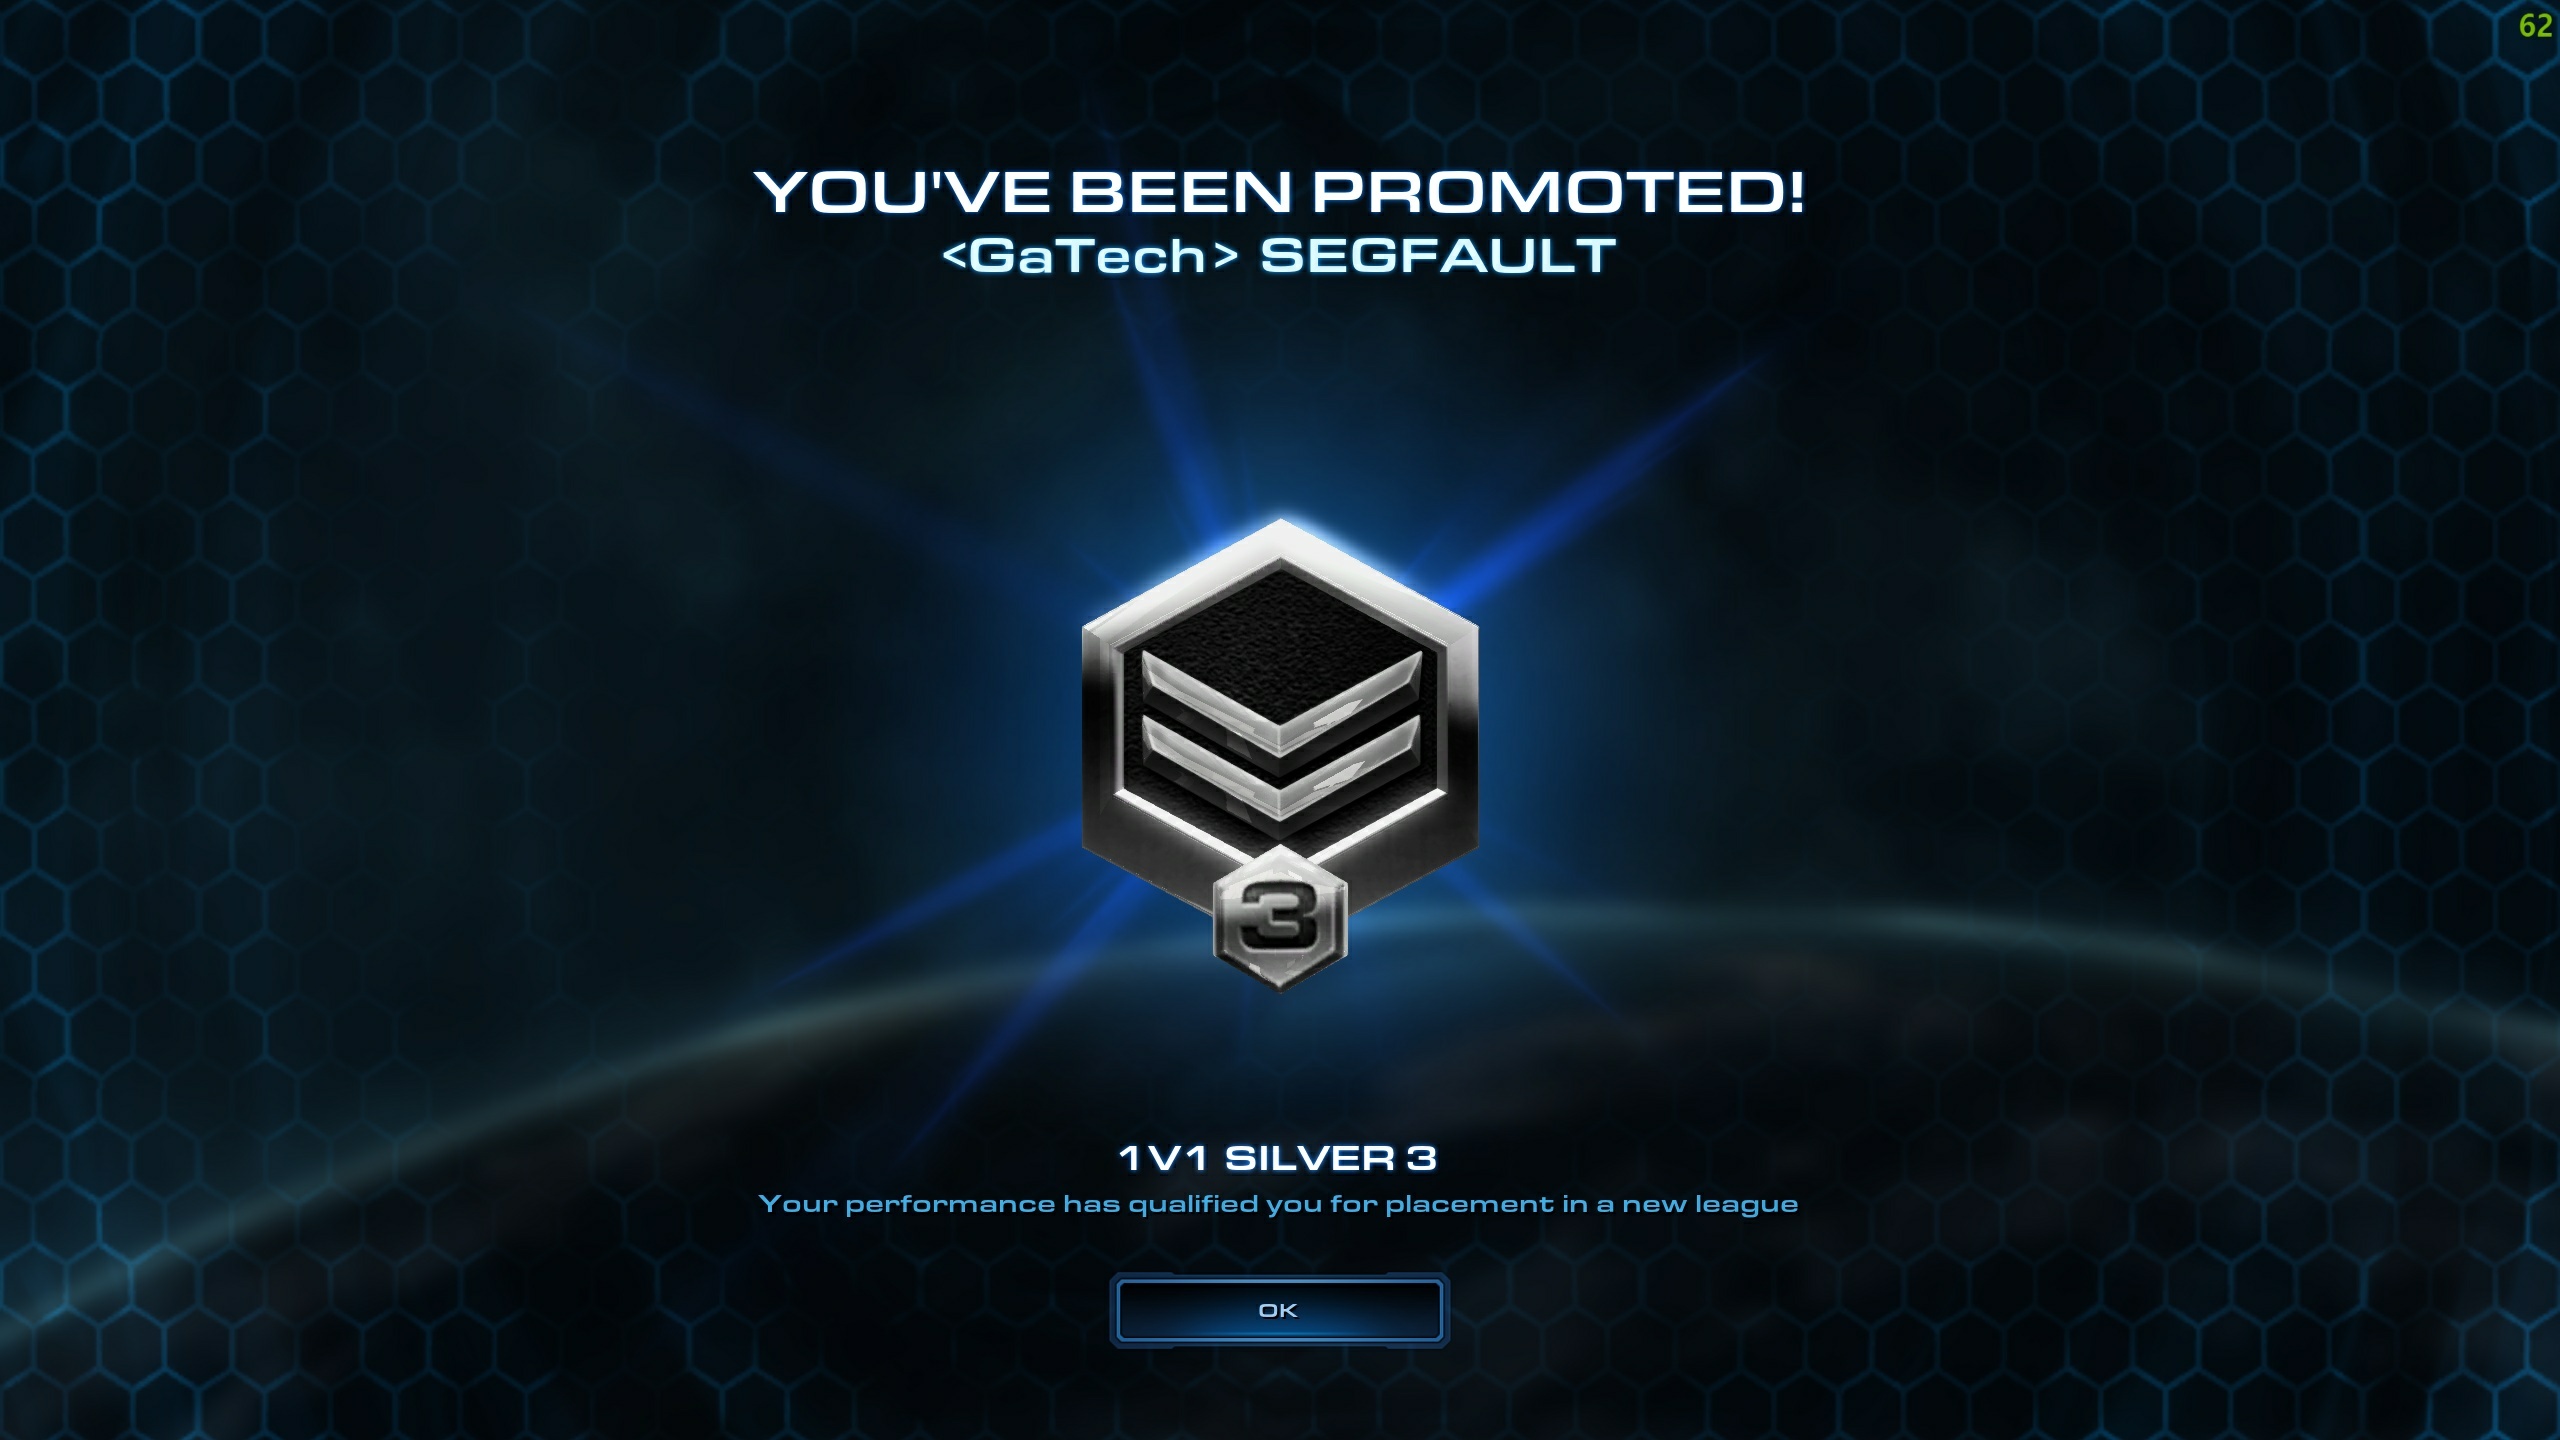 62
YOU'VE BEEN PROMOTED!
<GaTech> SEGFAULT
3
1V1 SILVER 3
Your performance has qualified you for placement in a new league
OK